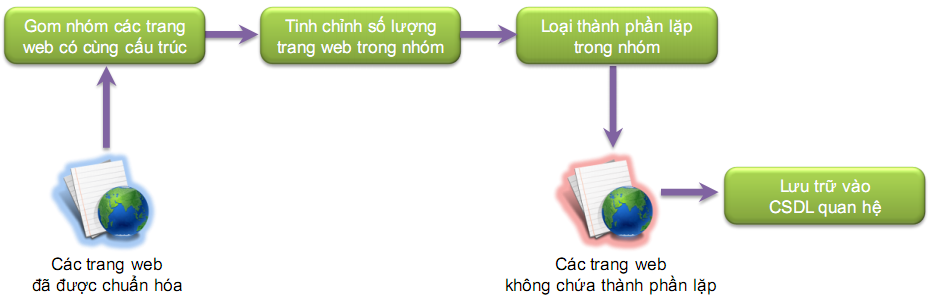 Gom nhóm các trang
web có cùng cấu trúc
Tinh chỉnh số lượng
trang web trong nhóm
Loại thành phần lặp
trong nhóm
Lưu trữ vào
CSDL quan hệ
Các trang web
đã được chuẩn hóa
Các trang web
không chứa thành phần lặp